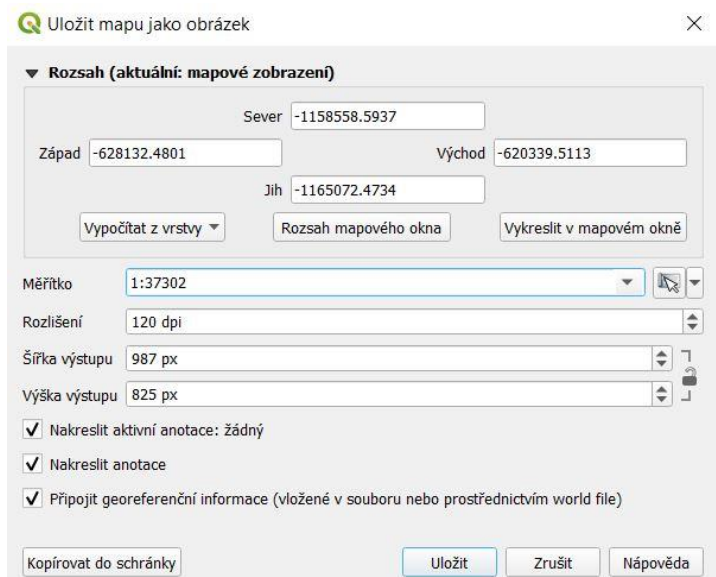 Uložit mapu jako obrázek
Rozsah (aktuální: mapové zobrazení)
Sever -1158558.5937
Západ -628132.4801 Východ -620339.5113
Jih -1165072.4734
Vypočítat z vrstvy Rozsah mapového okna Vykreslit v mapovém okně
Měřítko 1:37302
Rozlišení 120 dpi
Šířka výstupu 987 px
Výška výstupu 825 px
Nakreslit aktivní anotace: žádný
Nakreslit anotace
Připojit georeferenční informace (vložené v souboru nebo prostřednictvím world file)
Kopírovat do schránky Uložit Zrušit Nápověda